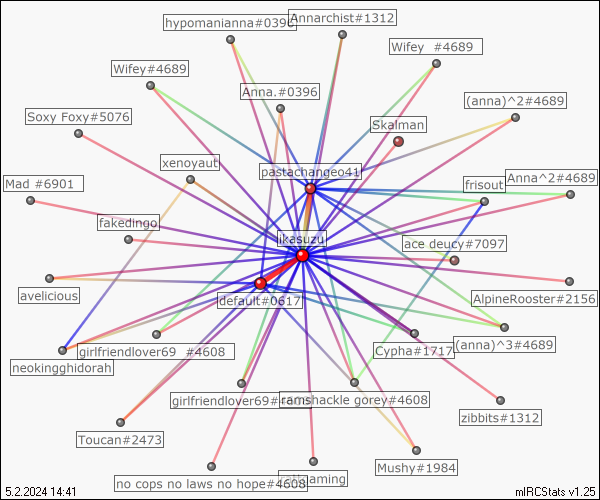 hypomanianna#0396
Annarchist#1312
Wifey #4689
Wifey#4689
Anna.#0396
(anna)^2#4689
Soxy Foxy#5076
Skalman
xenoyaut
pastachangeo41
Mad #6901
frisout
Anna^2#4689
fakedingo
ikasuzu
ace deucy#7097
avelicious
default#0617
AlpineRooster#2156
neokingghidorah
girlfriendlover69 #4608
Cypha#1717
(anna)^3#4689
girlfriendlover69#
ramshackle gorey#4608
zibbits#1312
Toucan#2473
Mushy#1984
no cops no laws no hope#4608
5.2.2024 14:41
mIRCStats v1.25